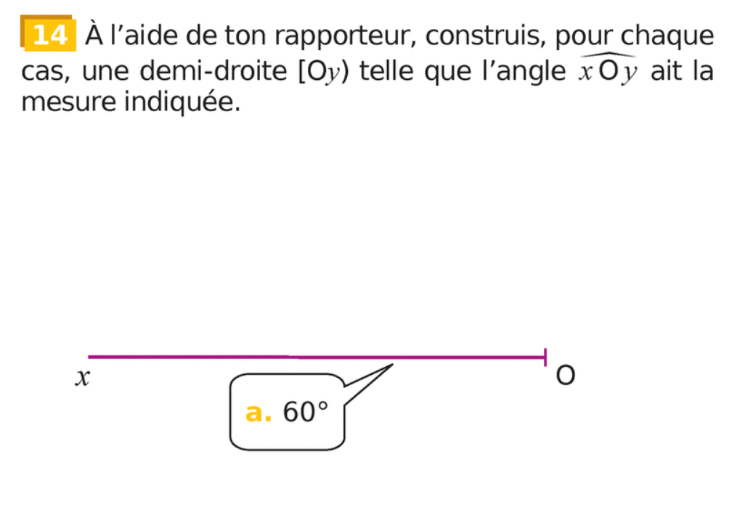 14 À l’aide de ton rapporteur, construis, pour chaque
cas, une demi-droite [Oy) telle que l’angle xOy ait la
mesure indiquée.
x
O
a. 60°